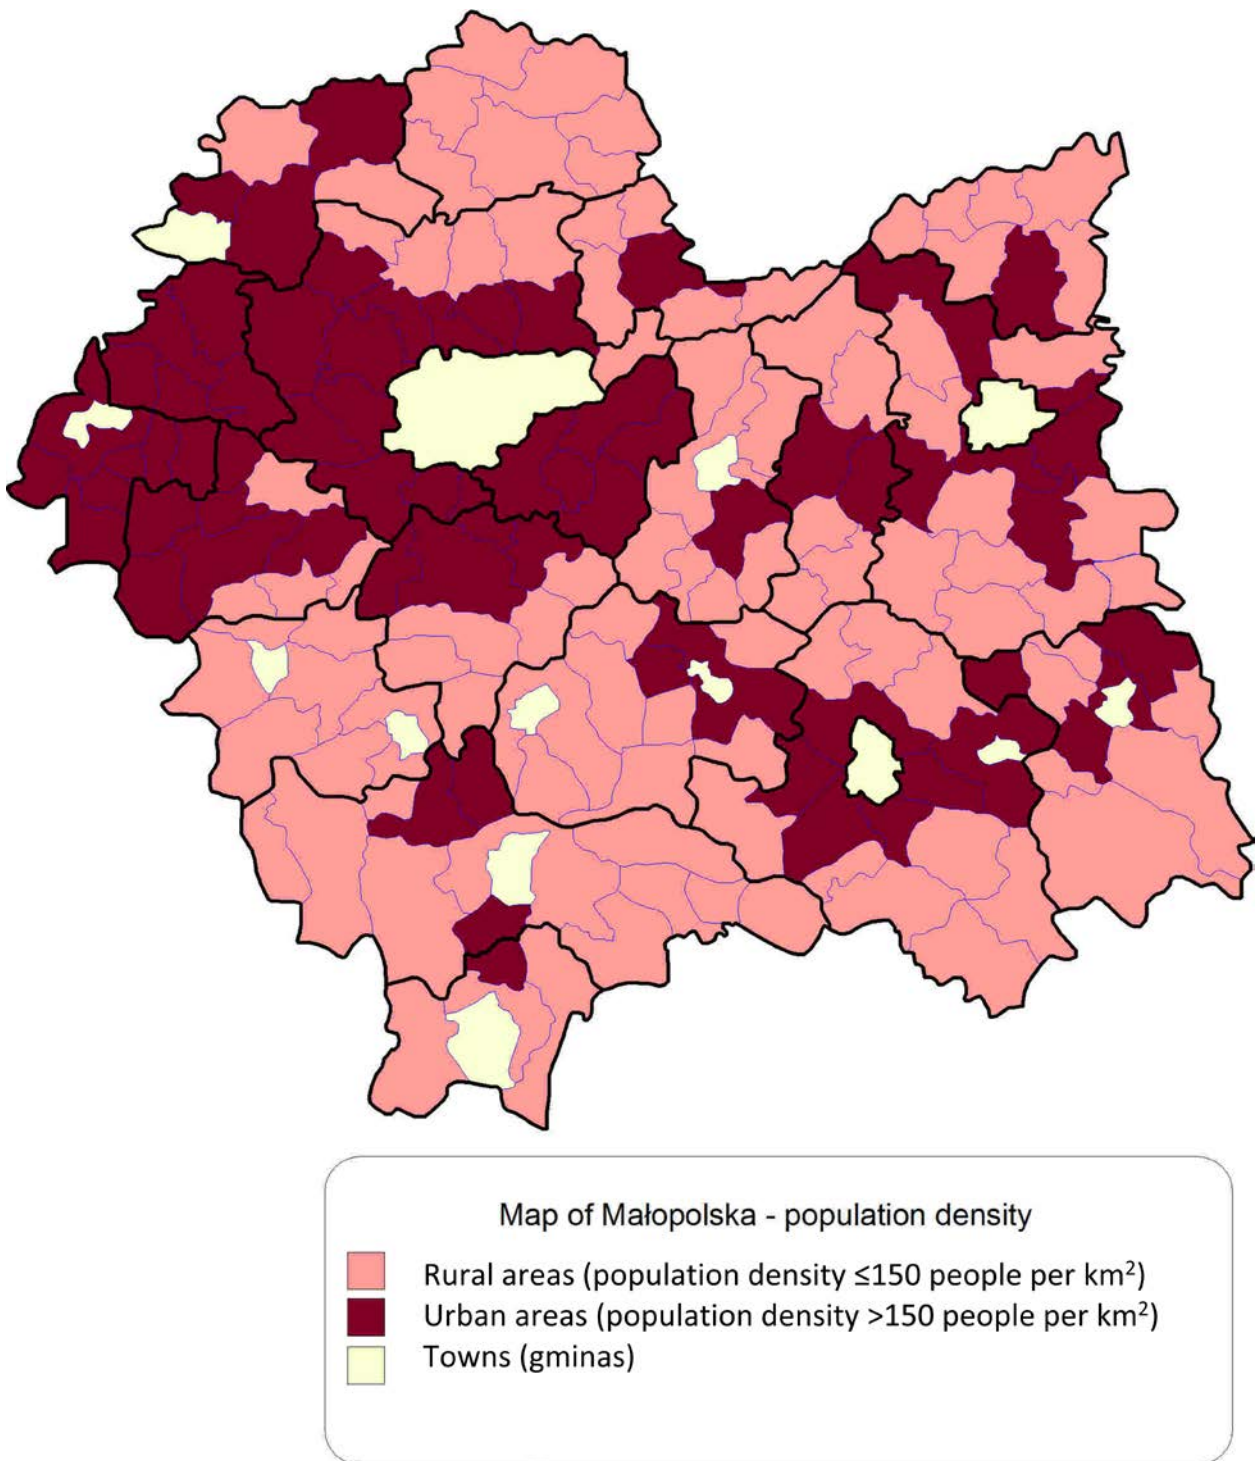 Map of Małopolska - population density
Rural areas (population density ≤150 people per km²)
Urban areas (population density >150 people per km²)
Towns (gminas)